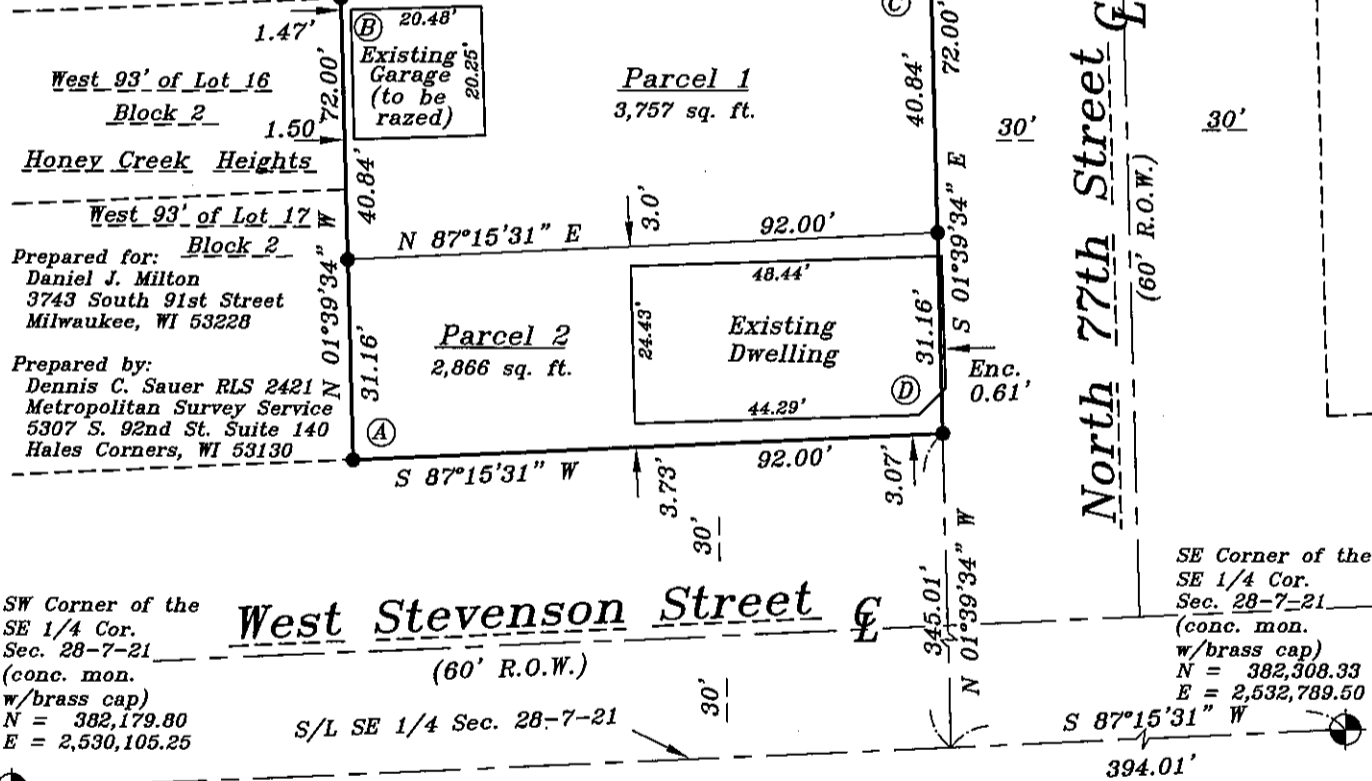 1.47'
B
20.48'
20.25'
Existing
Garage
(to be
razed)
72.00'
West 93' of Lot 16
Block 2
1.50'
Honey Creek Heights
Parcel 1
3,757 sq. ft.
40.84'
72.00'
30'
North 77th Street
(60' R.O.W.)
30'
West 93' of Lot 17
Block 2
40.84'
N 01°39'34" W
N 87°15'31" E
3.0'
92.00'
S 01°39'34" E
Prepared for:
Daniel J. Milton
3743 South 91st Street
Milwaukee, WI 53228
Prepared by:
Dennis C. Sauer RLS 2421
Metropolitan Survey Service
5307 S. 92nd St. Suite 140
Hales Corners, WI 53130
31.16'
Parcel 2
2,866 sq. ft.
A
48.44'
24.43'
Existing
Dwelling
31.16'
D
44.29'
Enc.
0.61'
S 87°15'31" W
92.00'
3.73'
3.07'
30'
345.01'
N 01°39'34" W
SW Corner of the
SE 1/4 Cor.
Sec. 28-7-21
(conc. mon.
w/brass cap)
N = 382,179.80
E = 2,530,105.25
West Stevenson Street ℄
(60' R.O.W.)
30'
S/L SE 1/4 Sec. 28-7-21
SE Corner of the
SE 1/4 Cor.
Sec. 28-7-21
(conc. mon.
w/brass cap)
N = 382,308.33
E = 2,532,789.50
S 87°15'31" W
394.01'